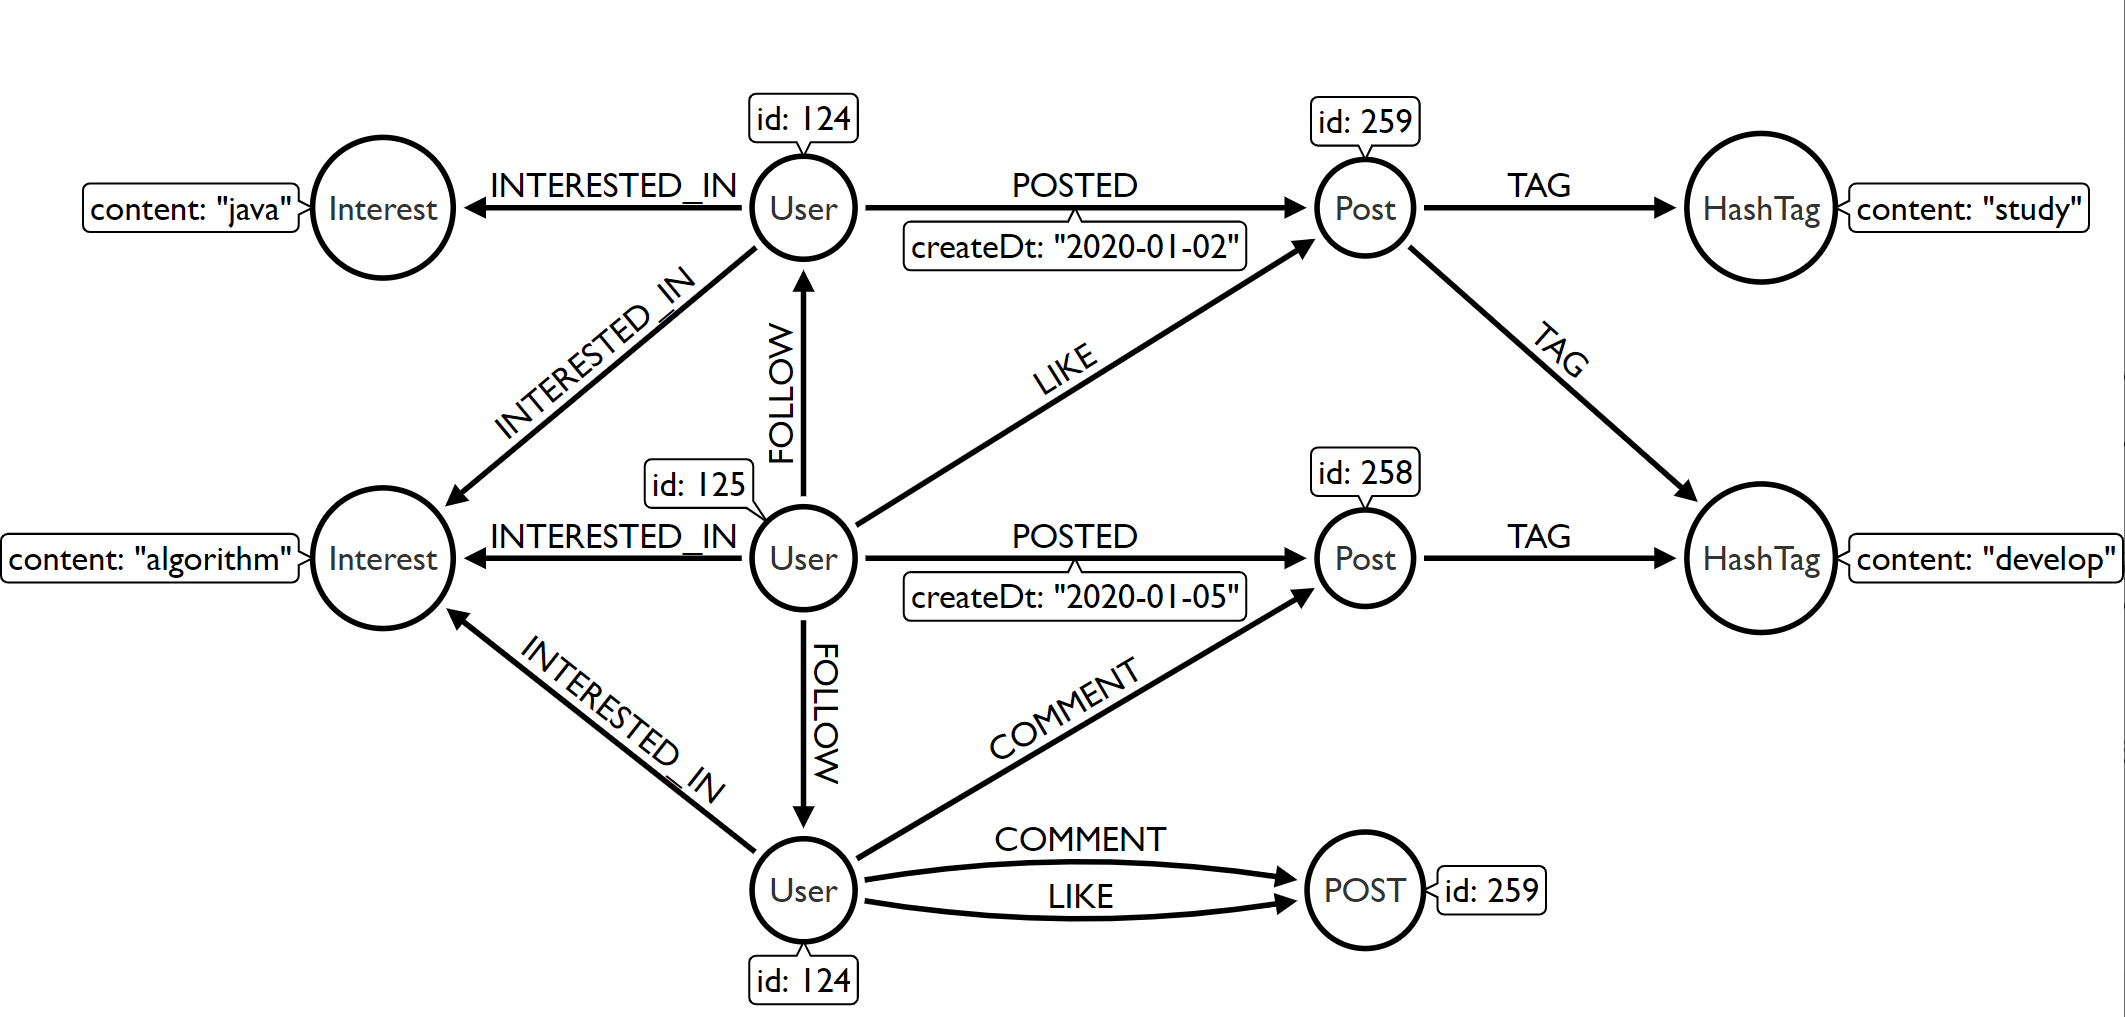 id: 124
id: 259
INTERESTED_IN
POSTED
TAG
content: "java"
Interest
User
Post
HashTag
content: "study"
createDt: "2020-01-02"
INTERESTED_IN
FOLLOW
LIKE
TAG
id: 125
id: 258
INTERESTED_IN
POSTED
TAG
content: "algorithm"
Interest
User
Post
HashTag
content: "develop"
createDt: "2020-01-05"
INTERESTED_IN
FOLLOW
COMMENT
COMMENT
User
LIKE
POST
id: 259
id: 124